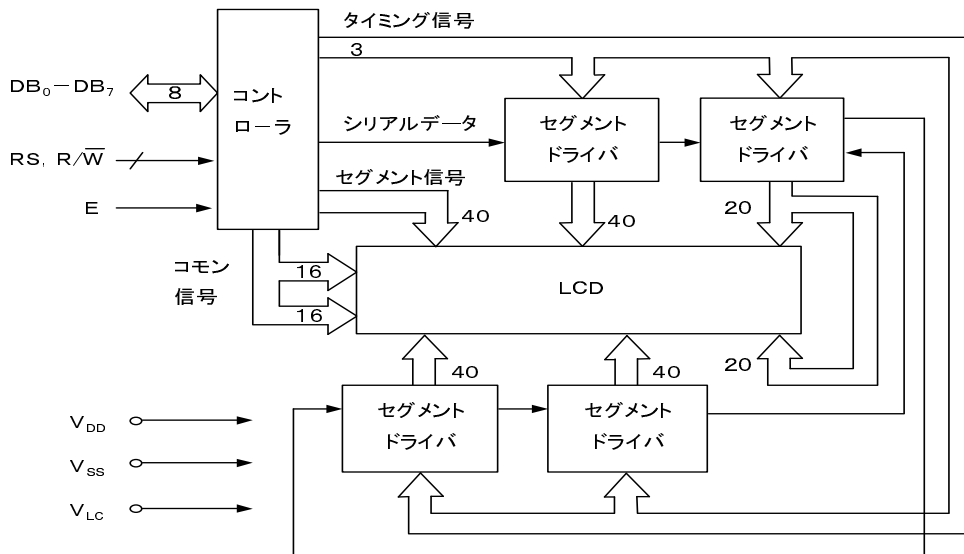 タイミング信号
3
DB₀－DB₇
8
コント
ローラ
シリアルデータ
セグメント
ドライバ
セグメント
ドライバ
RS, R/W̅
セグメント信号
E
40
40
20
コモン
信号
16
16
LCD
40
40
20
セグメント
ドライバ
セグメント
ドライバ
V_DD
V_SS
V_LC